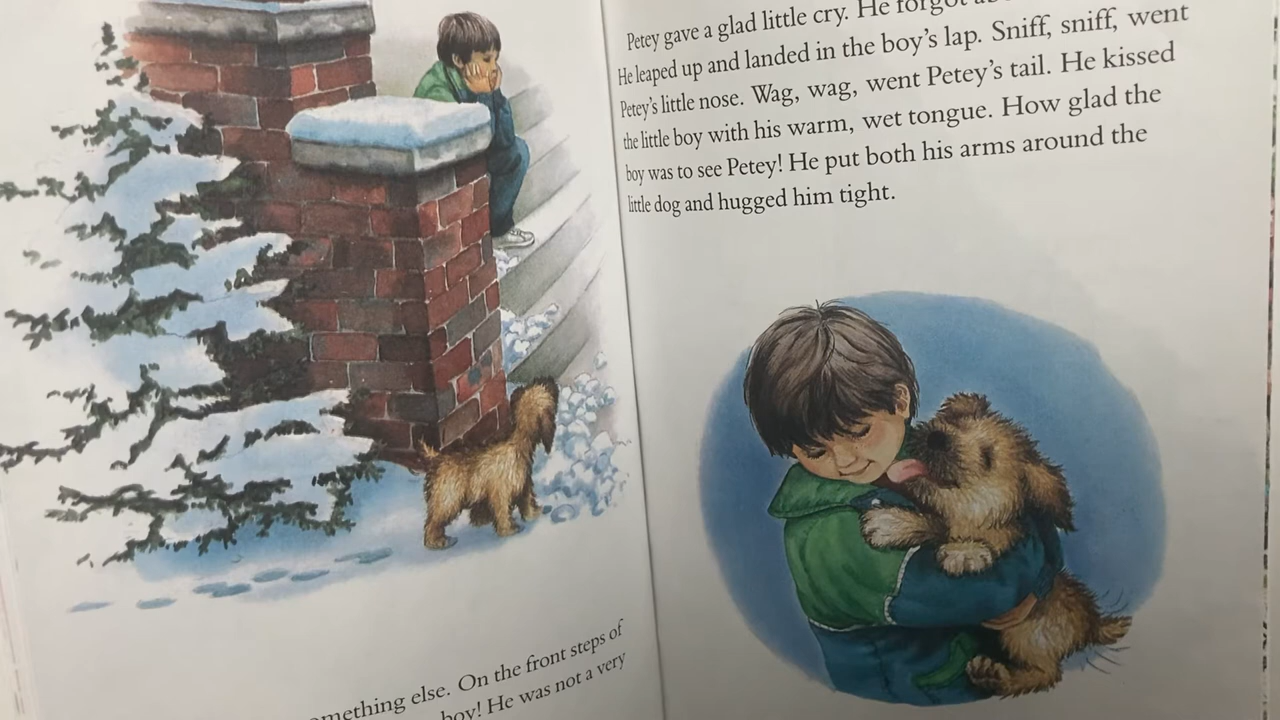 omething else. On the front steps of
boy! He was not a very
Petey gave a glad little cry. He forgot
He leaped up and landed in the boy's lap. Sniff, sniff, went
Petey's little nose. Wag, wag, went Petey's tail. He kissed
the little boy with his warm, wet tongue. How glad the
boy was to see Petey! He put both his arms around the
little dog and hugged him tight.